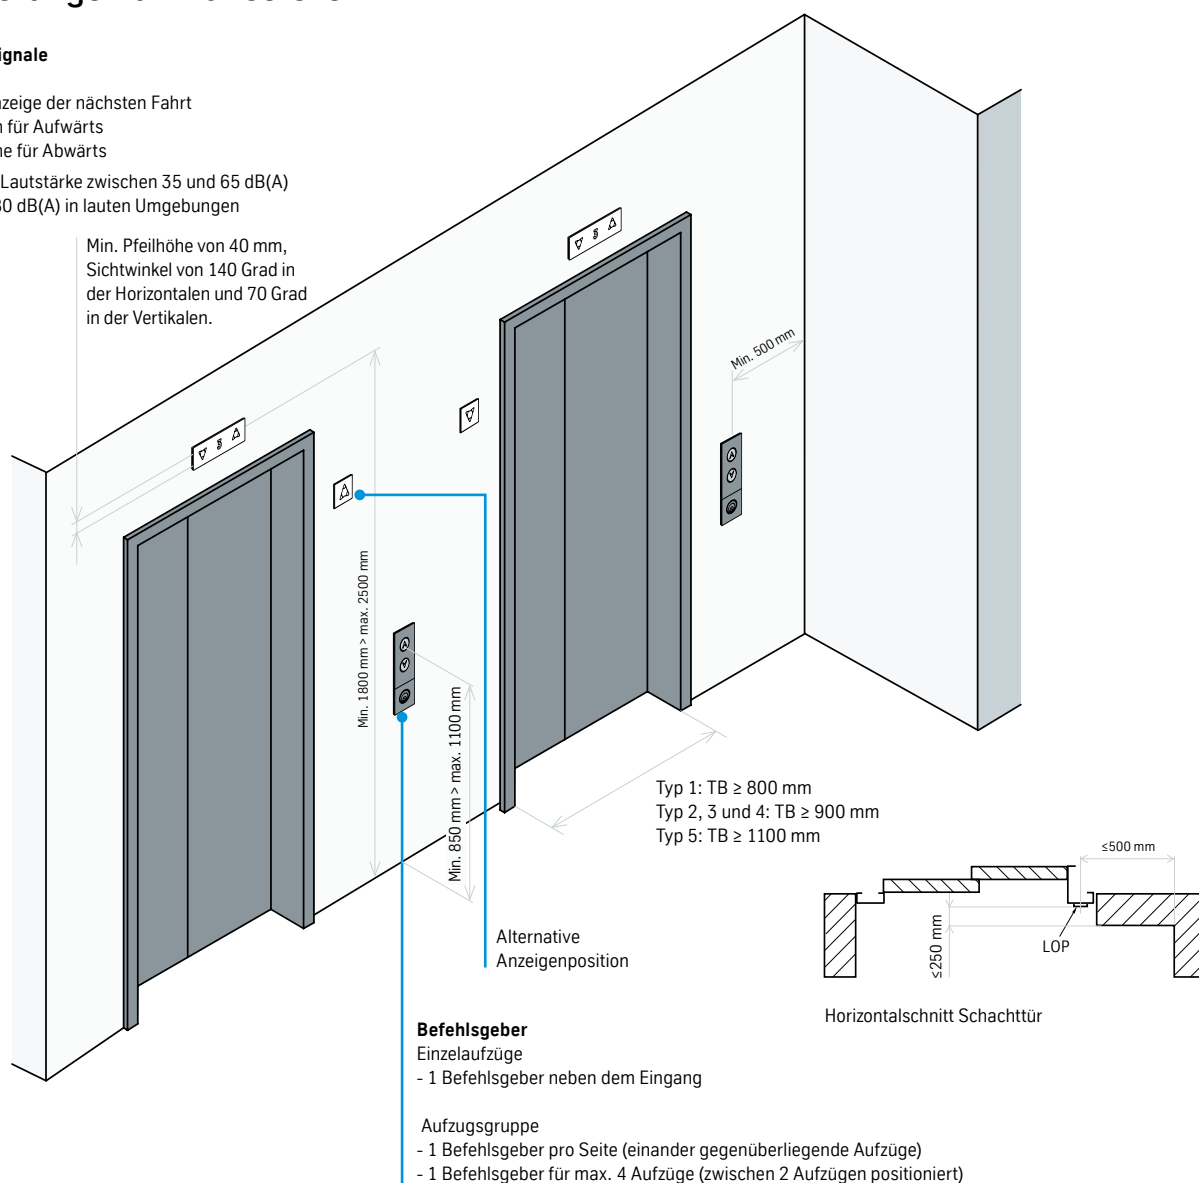 ignale
zeige der nächsten Fahrt
für Aufwärts
ne für Abwärts
Lautstärke zwischen 35 und 65 dB(A)
80 dB(A) in lauten Umgebungen
Min. Pfeilhöhe von 40 mm,
Sichtwinkel von 140 Grad in
der Horizontalen und 70 Grad
in der Vertikalen.
3
3
Min. 500 mm
Min. 1800 mm > max. 2500 mm
Min. 850 mm > max. 1100 mm
Typ 1: TB ≥ 800 mm
Typ 2, 3 und 4: TB ≥ 900 mm
Typ 5: TB ≥ 1100 mm
≤500 mm
≤250 mm
LOP
Horizontalschnitt Schachttür
Alternative
Anzeigenposition
Befehlsgeber
Einzelaufzüge
- 1 Befehlsgeber neben dem Eingang
Aufzugsgruppe
- 1 Befehlsgeber pro Seite (einander gegenüberliegende Aufzüge)
- 1 Befehlsgeber für max. 4 Aufzüge (zwischen 2 Aufzügen positioniert)